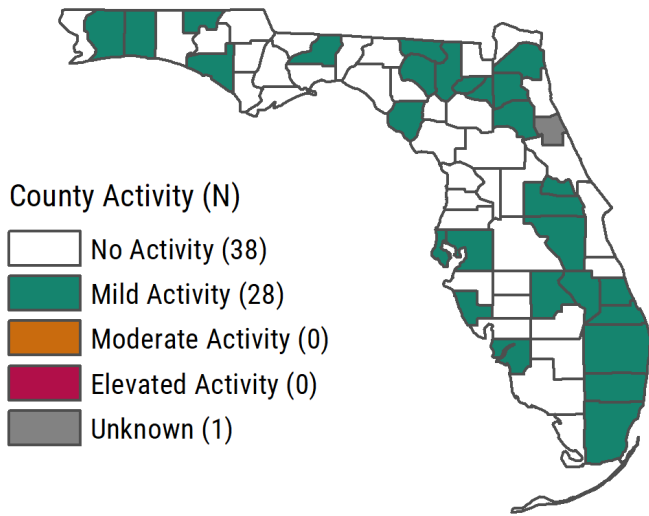 County Activity (N)
No Activity (38)
Mild Activity (28)
Moderate Activity (0)
Elevated Activity (0)
Unknown (1)